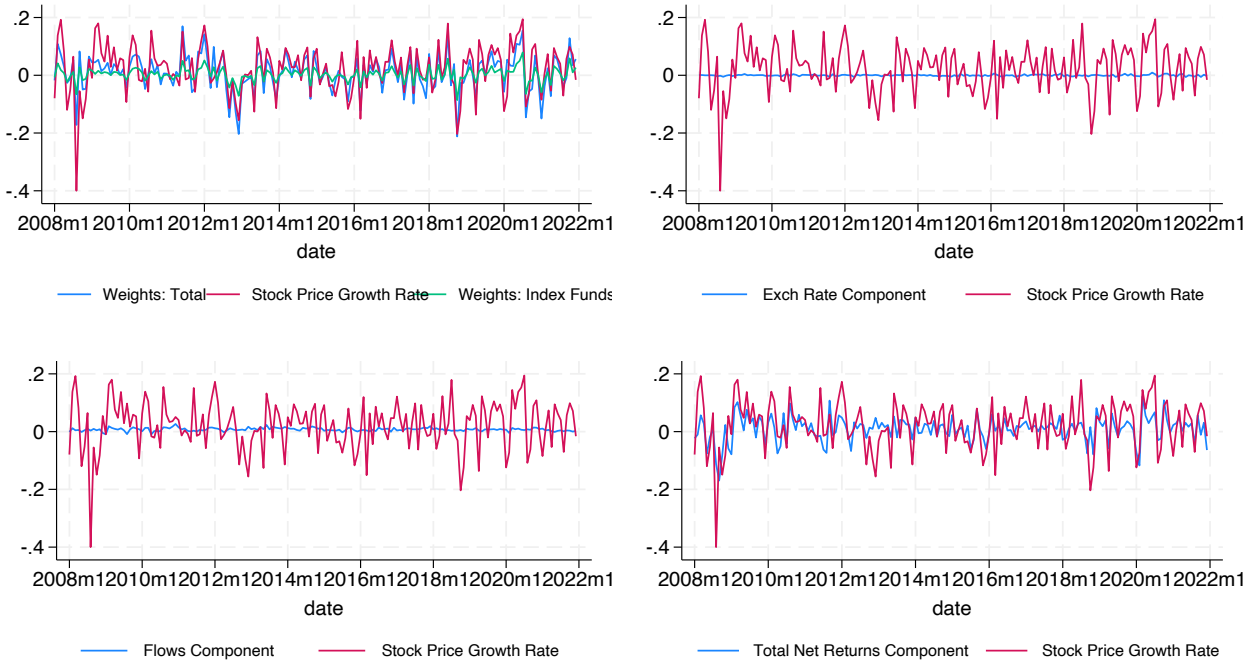 .2
0
-.2
-.4
2008m1 2010m1 2012m1 2014m1 2016m1 2018m1 2020m1 2022m1
date
Weights: Total Stock Price Growth Rate Weights: Index Funds
.2
0
-.2
-.4
2008m1 2010m1 2012m1 2014m1 2016m1 2018m1 2020m1 2022m1
date
Exch Rate Component Stock Price Growth Rate
.2
0
-.2
-.4
2008m1 2010m1 2012m1 2014m1 2016m1 2018m1 2020m1 2022m1
date
Flows Component Stock Price Growth Rate
.2
0
-.2
-.4
2008m1 2010m1 2012m1 2014m1 2016m1 2018m1 2020m1 2022m1
date
Total Net Returns Component Stock Price Growth Rate